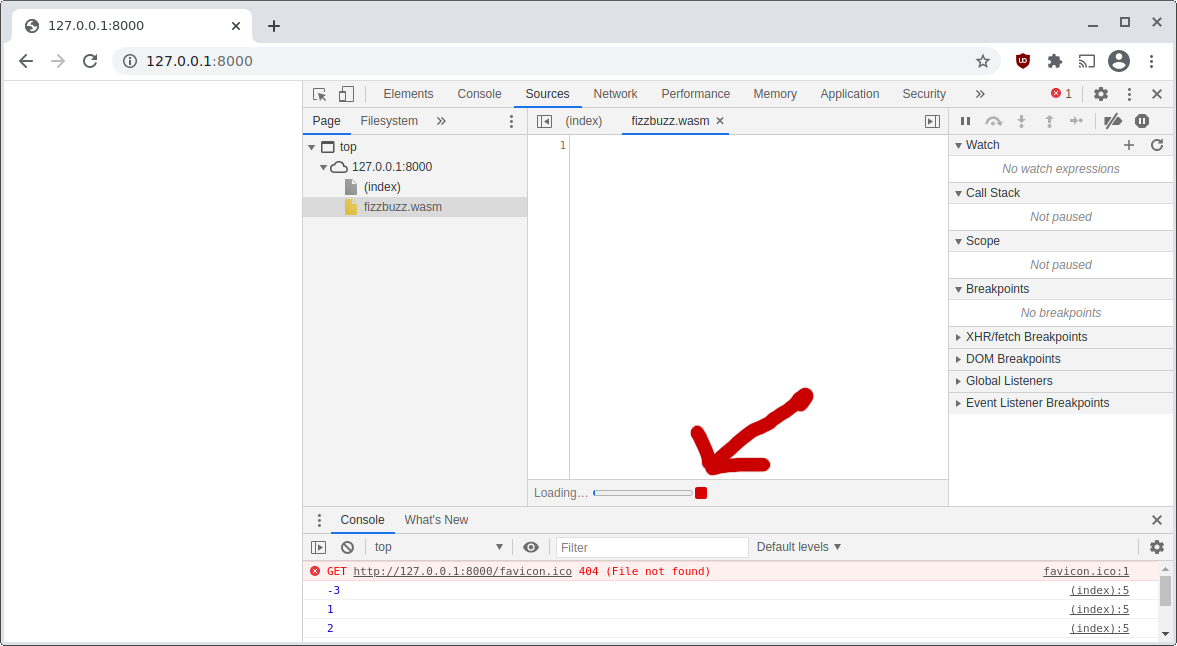 127.0.0.1:8000
127.0.0.1:8000
Elements Console Sources Network Performance Memory Application Security 1
Page Filesystem (index) fizzbuzz.wasm
top
127.0.0.1:8000
(index)
fizzbuzz.wasm
1
Watch
No watch expressions
Call Stack
Not paused
Scope
Not paused
Breakpoints
No breakpoints
XHR/fetch Breakpoints
DOM Breakpoints
Global Listeners
Event Listener Breakpoints
Loading…
Console What's New
top Filter Default levels
GET http://127.0.0.1:8000/favicon.ico 404 (File not found) favicon.ico:1
-3 (index):5
1 (index):5
2 (index):5